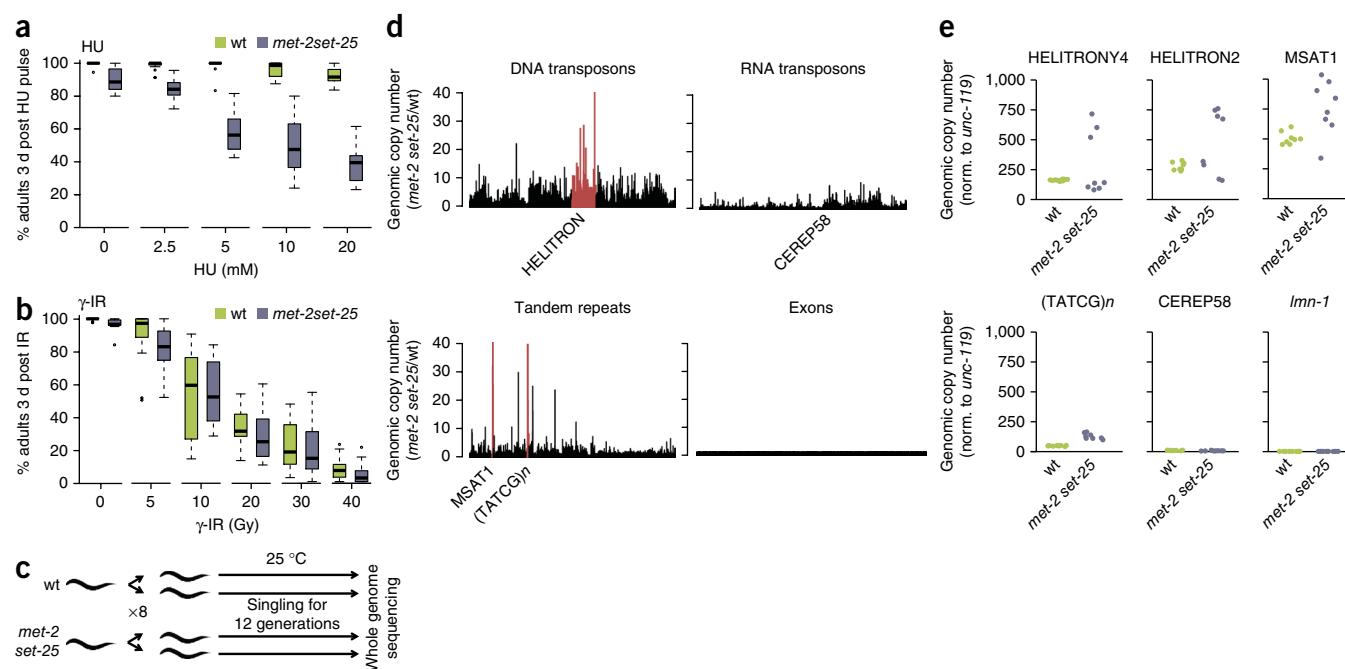 a
HU
wt
met-2set-25
% adults 3 d post HU pulse
100
80
60
40
20
0
0
2.5
5
10
20
HU (mM)
b
γ-IR
wt
met-2set-25
% adults 3 d post IR
100
80
60
40
20
0
0
5
10
20
30
40
γ-IR (Gy)
c
wt
×8
met-2
set-25
25 °C
Singling for
12 generations
Whole genome
sequencing
d
DNA transposons
RNA transposons
Genomic copy number
(met-2 set-25/wt)
40
30
20
10
0
HELITRON
CEREP58
Tandem repeats
Exons
Genomic copy number
(met-2 set-25/wt)
40
30
20
10
0
MSAT1
(TATCG)n
e
HELITRONY4
HELITRON2
MSAT1
Genomic copy number
(norm. to unc-119)
1,000
750
500
250
0
wt
met-2 set-25
wt
met-2 set-25
wt
met-2 set-25
(TATCG)n
CEREP58
lmn-1
Genomic copy number
(norm. to unc-119)
1,000
750
500
250
0
wt
met-2 set-25
wt
met-2 set-25
wt
met-2 set-25